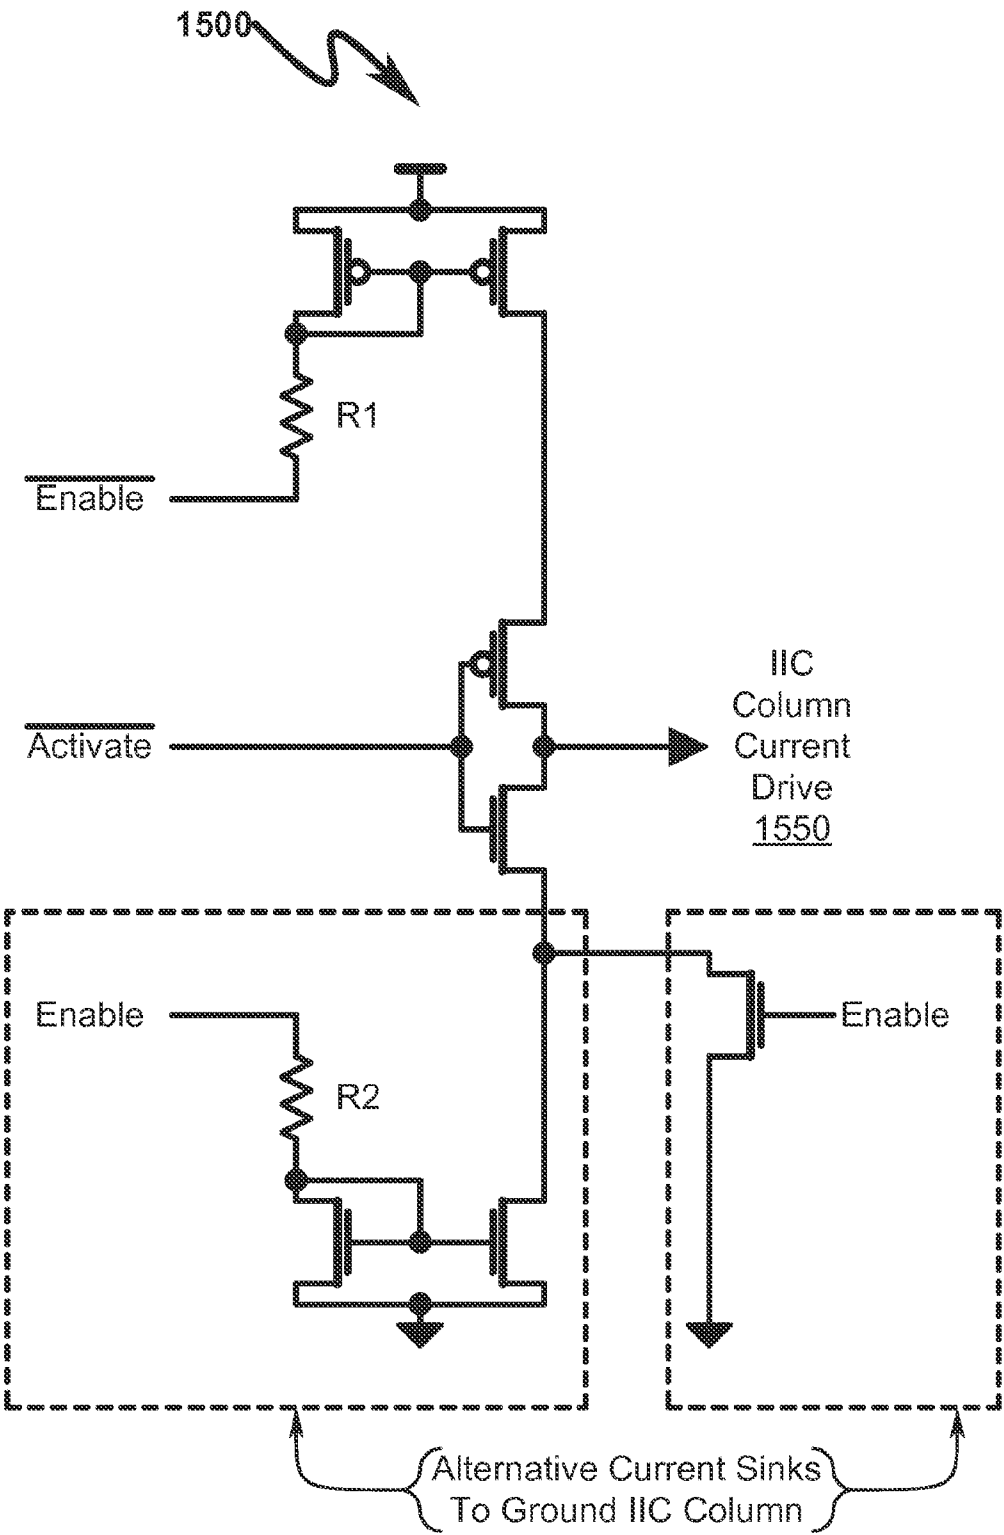 1500
R1
Enable
Activate
IIC
Column
Current
Drive
1550
Enable
R2
Enable
Alternative Current Sinks
To Ground IIC Column